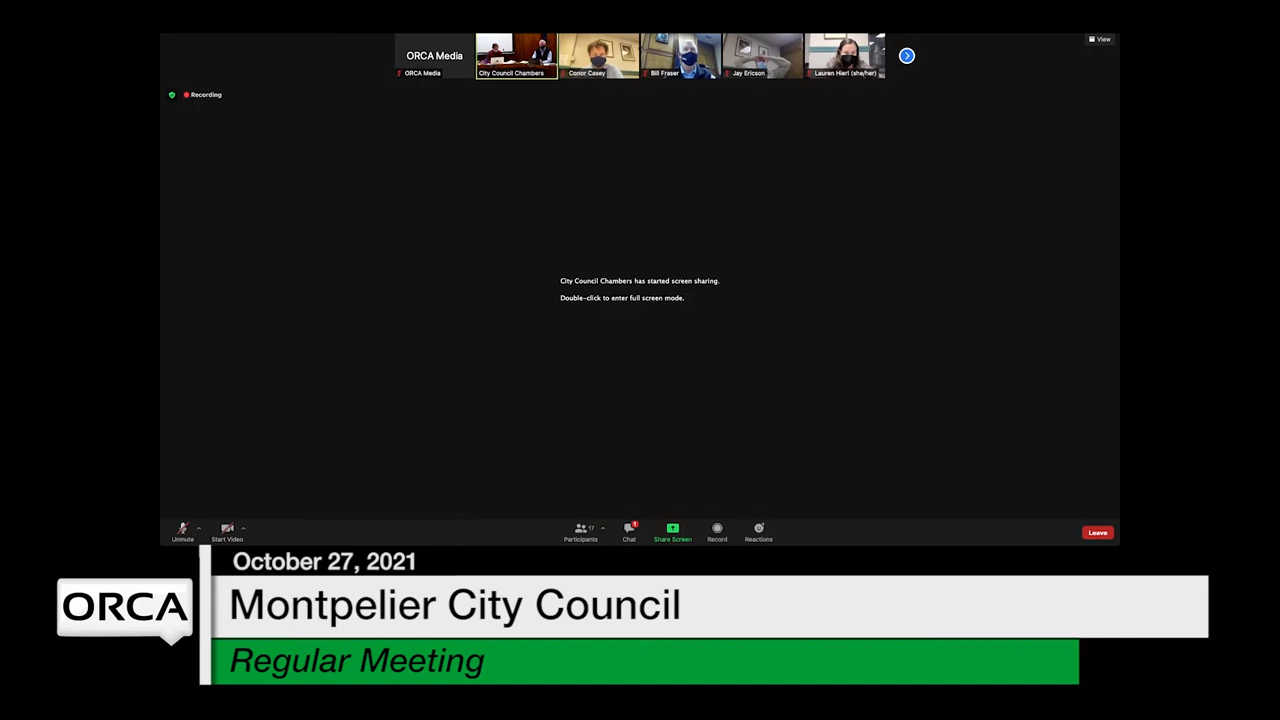 ORCA Media
ORCA Media
City Council Chambers
Conor Casey
Bill Fraser
Jay Ericson
Lauren Hierl (she/her)
View
Recording
City Council Chambers has started screen sharing.
Double-click to enter full screen mode.
17
1
Unmute
Start Video
Participants
Chat
Share Screen
Record
Reactions
Leave
October 27, 2021
ORCA
Montpelier City Council
Regular Meeting